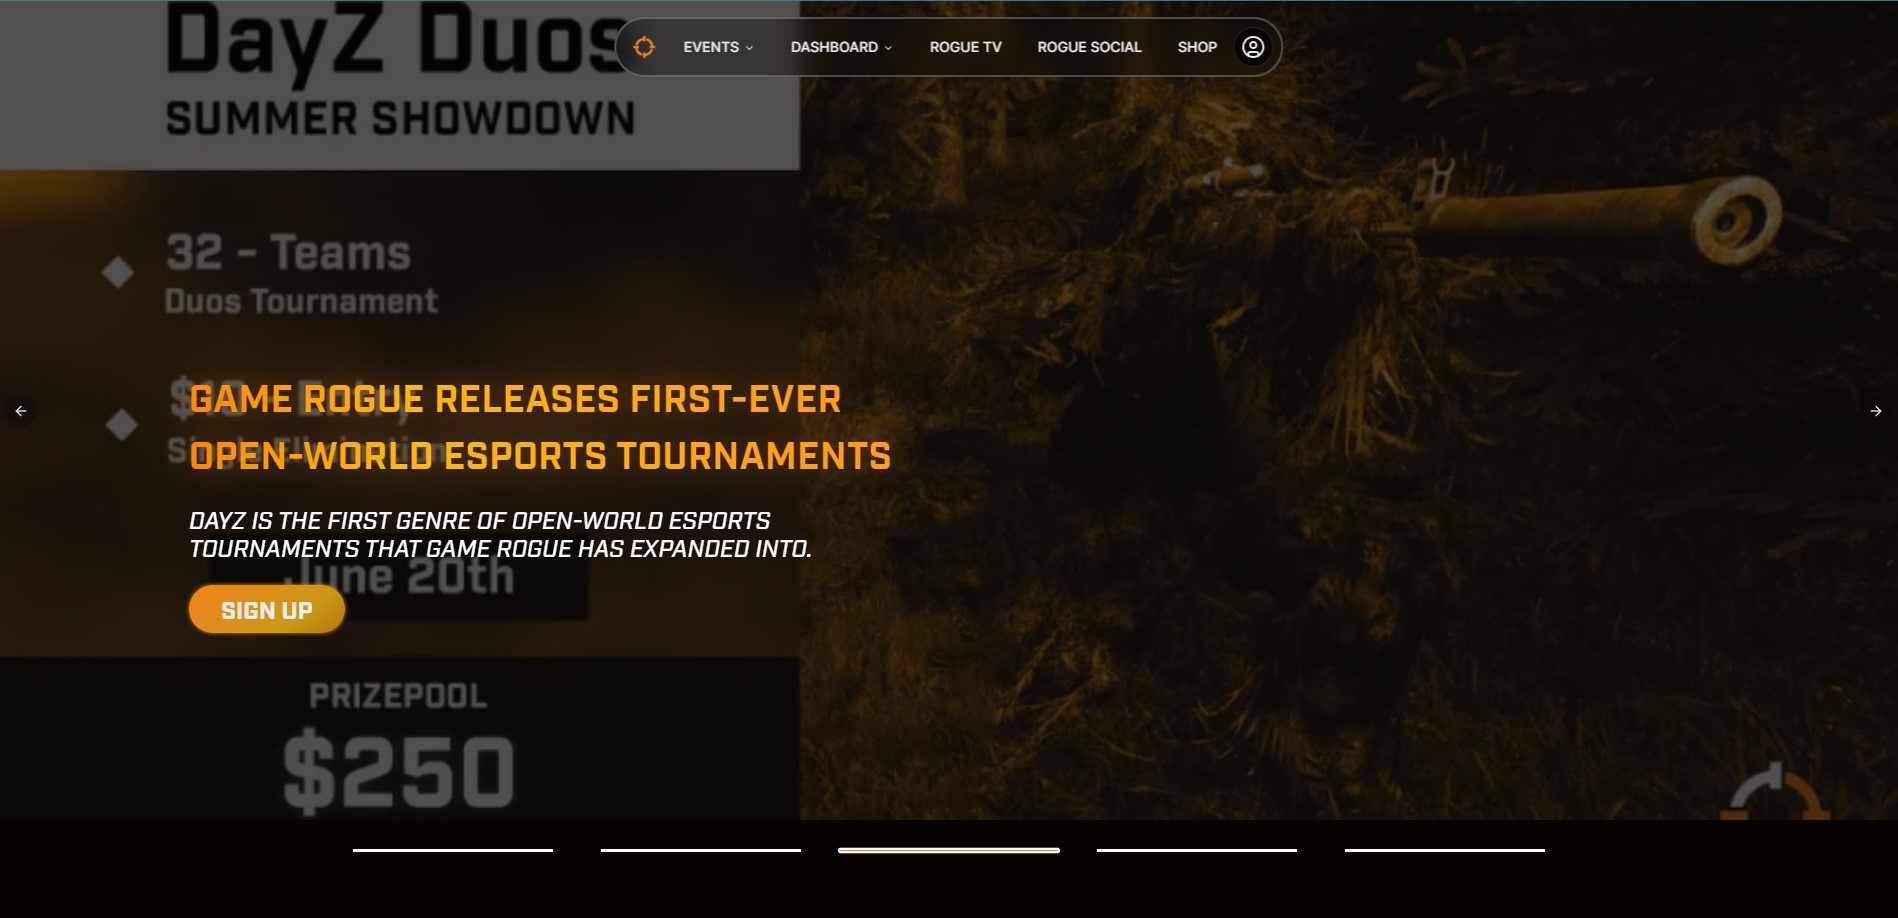 DayZ Duos
EVENTS
DASHBOARD
ROGUE TV
ROGUE SOCIAL
SHOP
SUMMER SHOWDOWN
32 - Teams
Duos Tournament
GAME ROGUE RELEASES FIRST-EVER
OPEN-WORLD ESPORTS TOURNAMENTS
DAYZ IS THE FIRST GENRE OF OPEN-WORLD ESPORTS
TOURNAMENTS THAT GAME ROGUE HAS EXPANDED INTO.
June 20th
SIGN UP
PRIZEPOOL
$250